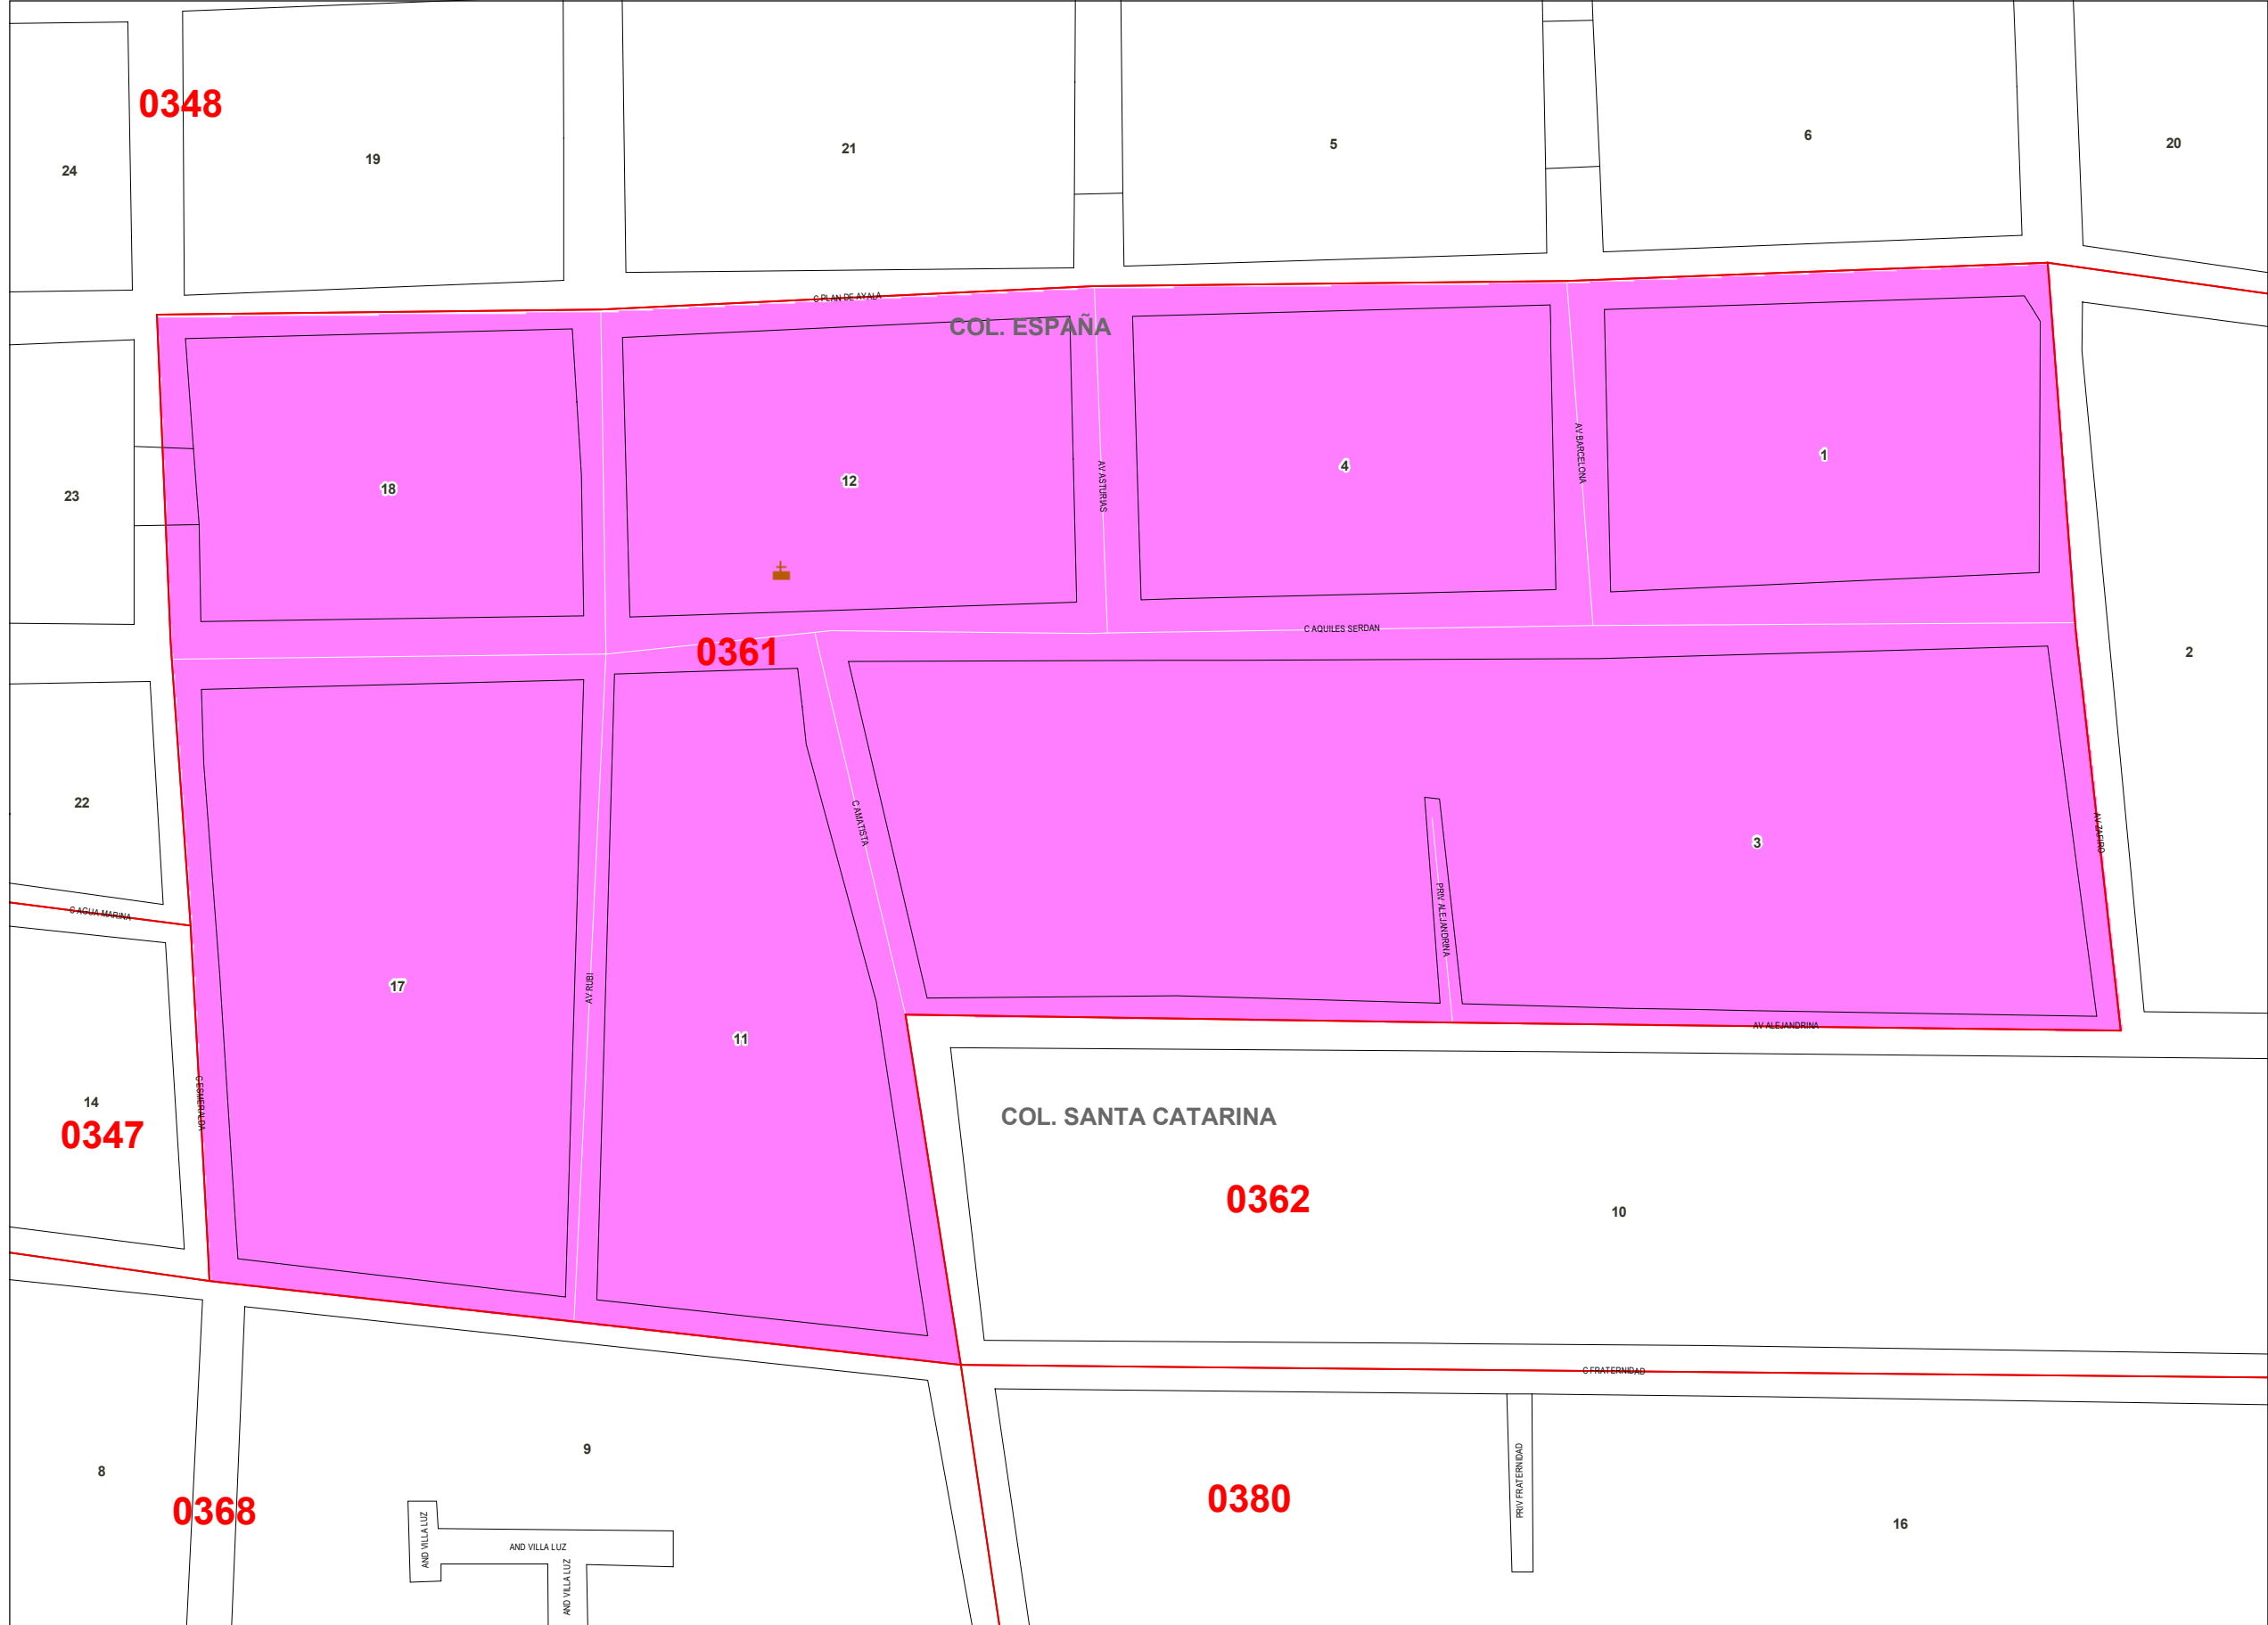 0348
24
19
21
5
6
20
C PLAN DE AYALA
COL. ESPAÑA
23
18
12
AV ASTURIAS
4
AV BARCELONA
1
C AQUILES SERDAN
0361
2
22
C AMATISTA
3
AV ZAFIRO
C AGUA MARINA
PRIV ALEJANDRINA
17
AV RUBI
11
AV ALEJANDRINA
14
0347
C ESMERALDA
COL. SANTA CATARINA
0362
10
C FRATERNIDAD
8
9
0368
0380
PRIV FRATERNIDAD
16
AND VILLA LUZ
AND VILLA LUZ
AND VILLA LUZ